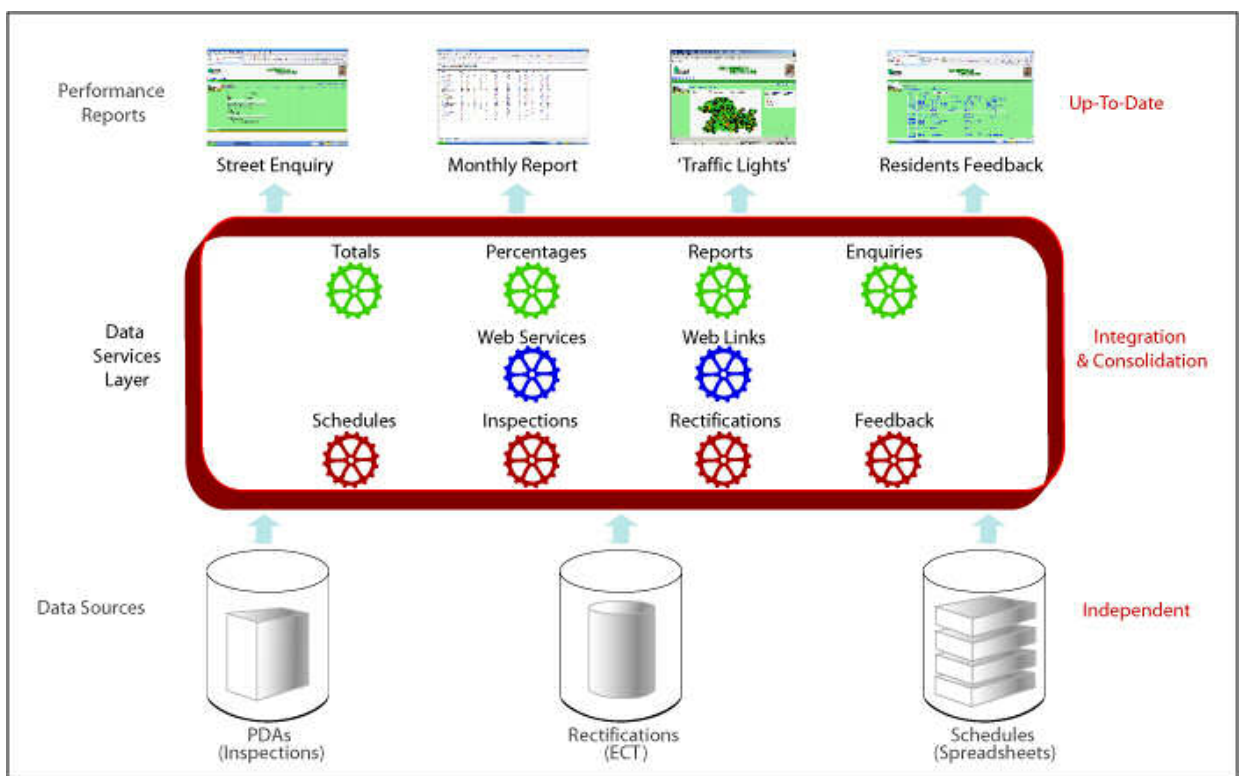 Performance
Reports
Up-To-Date
Street Enquiry
Monthly Report
'Traffic Lights'
Residents Feedback
Totals
Percentages
Reports
Enquiries
Data
Services
Layer
Web Services
Web Links
Integration
& Consolidation
Schedules
Inspections
Rectifications
Feedback
Data Sources
Independent
PDAs
(Inspections)
Rectifications
(ECT)
Schedules
(Spreadsheets)